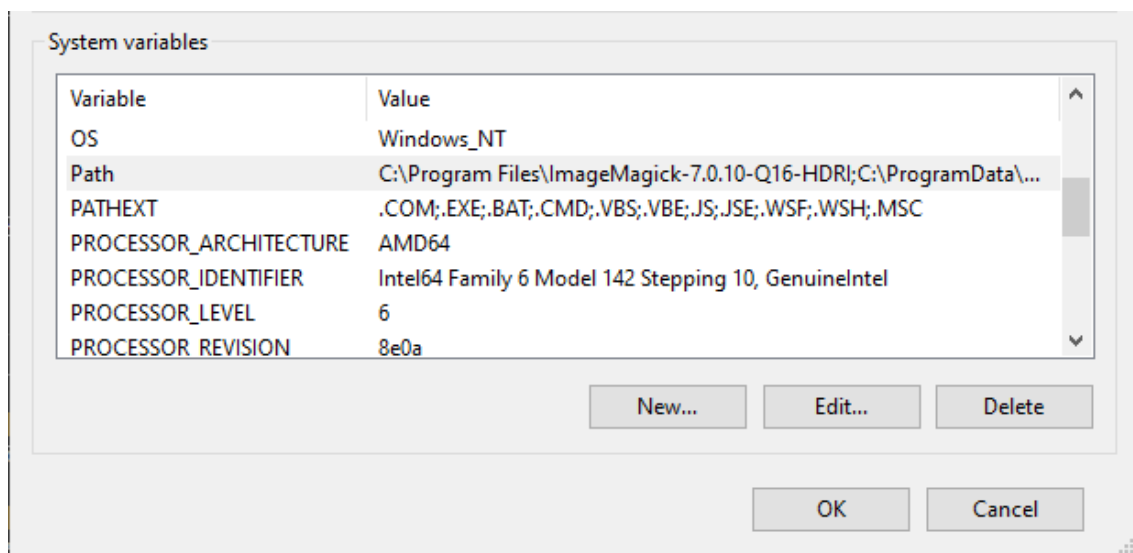 System variables
Variable Value
OS Windows_NT
Path C:\Program Files\ImageMagick-7.0.10-Q16-HDRI;C:\ProgramData\...
PATHEXT .COM;.EXE;.BAT;.CMD;.VBS;.VBE;.JS;.JSE;.WSF;.WSH;.MSC
PROCESSOR_ARCHITECTURE AMD64
PROCESSOR_IDENTIFIER Intel64 Family 6 Model 142 Stepping 10, GenuineIntel
PROCESSOR_LEVEL 6
PROCESSOR_REVISION 8e0a
New... Edit... Delete
OK Cancel